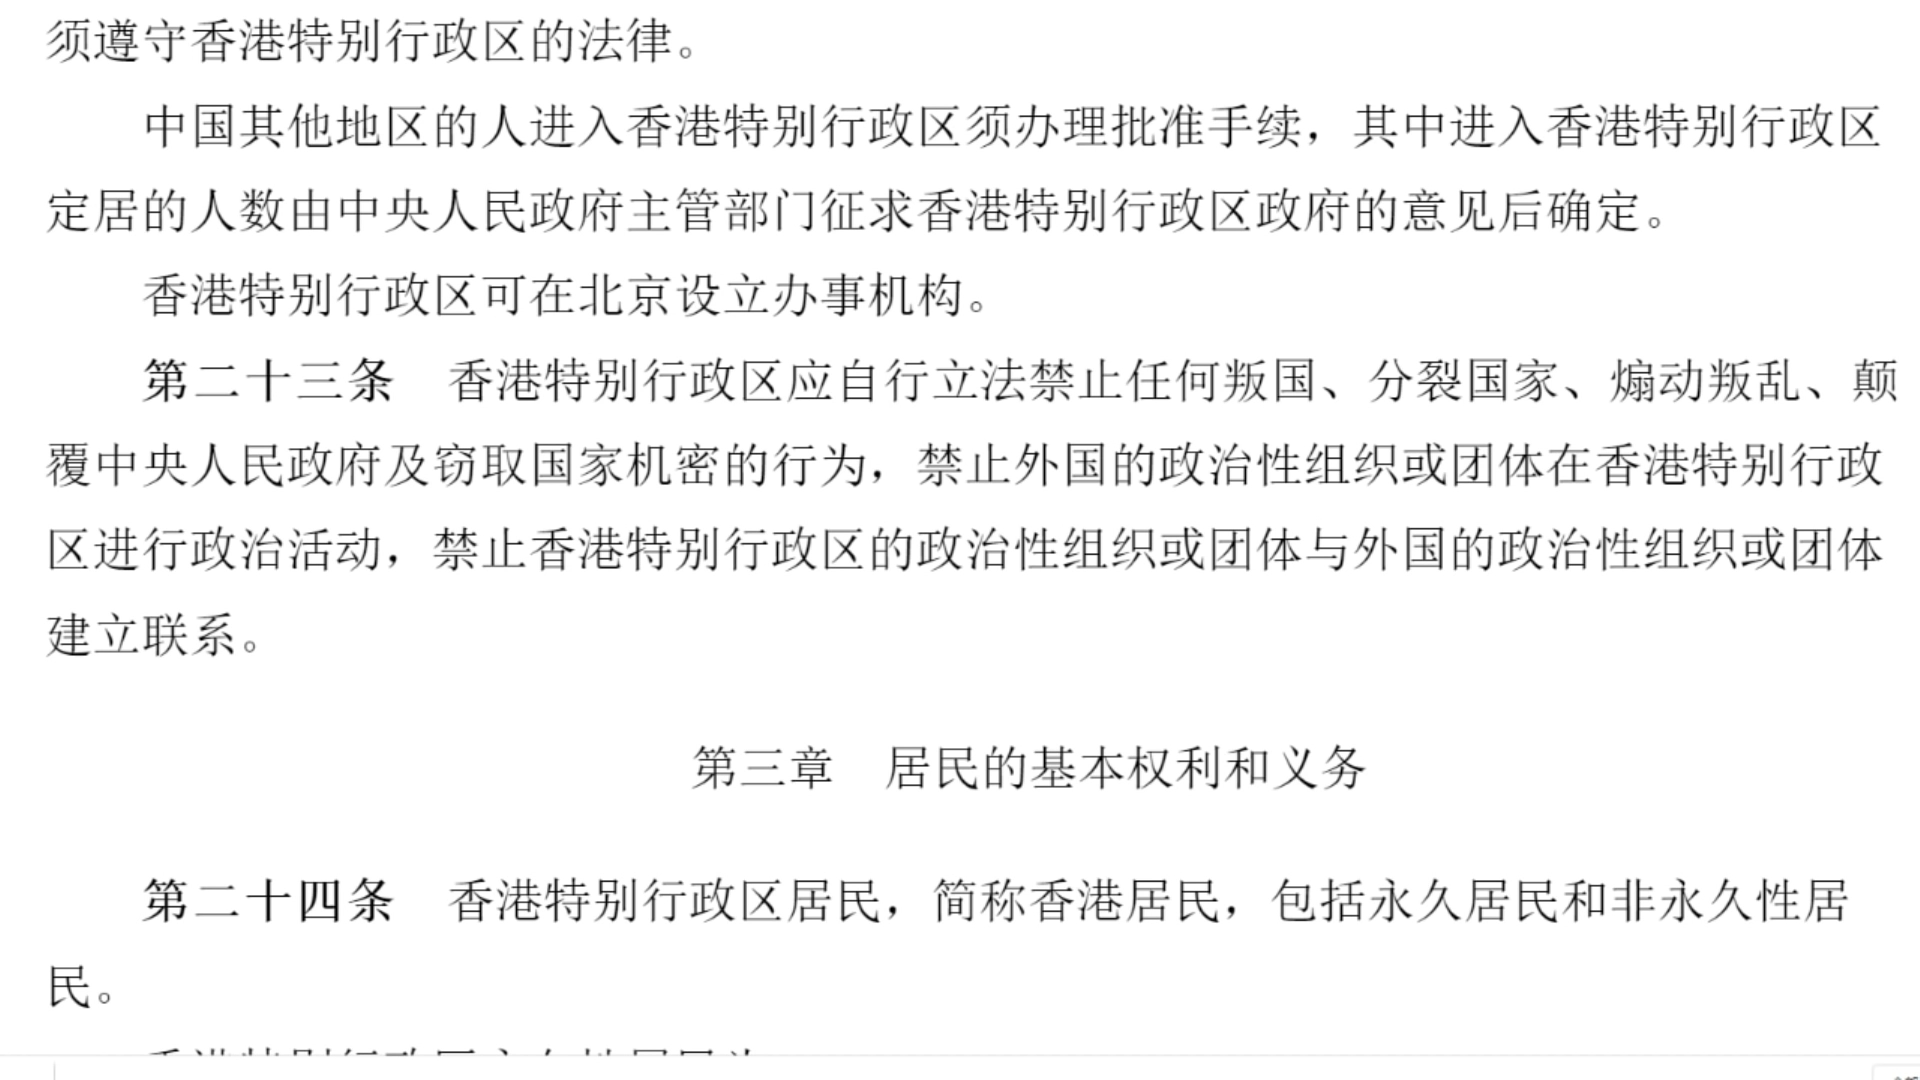 须遵守香港特别行政区的法律。
中国其他地区的人进入香港特别行政区须办理批准手续，其中进入香港特别行政区
定居的人数由中央人民政府主管部门征求香港特别行政区政府的意见后确定。
香港特别行政区可在北京设立办事机构。
第二十三条　香港特别行政区应自行立法禁止任何叛国、分裂国家、煽动叛乱、颠
覆中央人民政府及窃取国家机密的行为，禁止外国的政治性组织或团体在香港特别行政
区进行政治活动，禁止香港特别行政区的政治性组织或团体与外国的政治性组织或团体
建立联系。
第三章　居民的基本权利和义务
第二十四条　香港特别行政区居民，简称香港居民，包括永久居民和非永久性居
民。